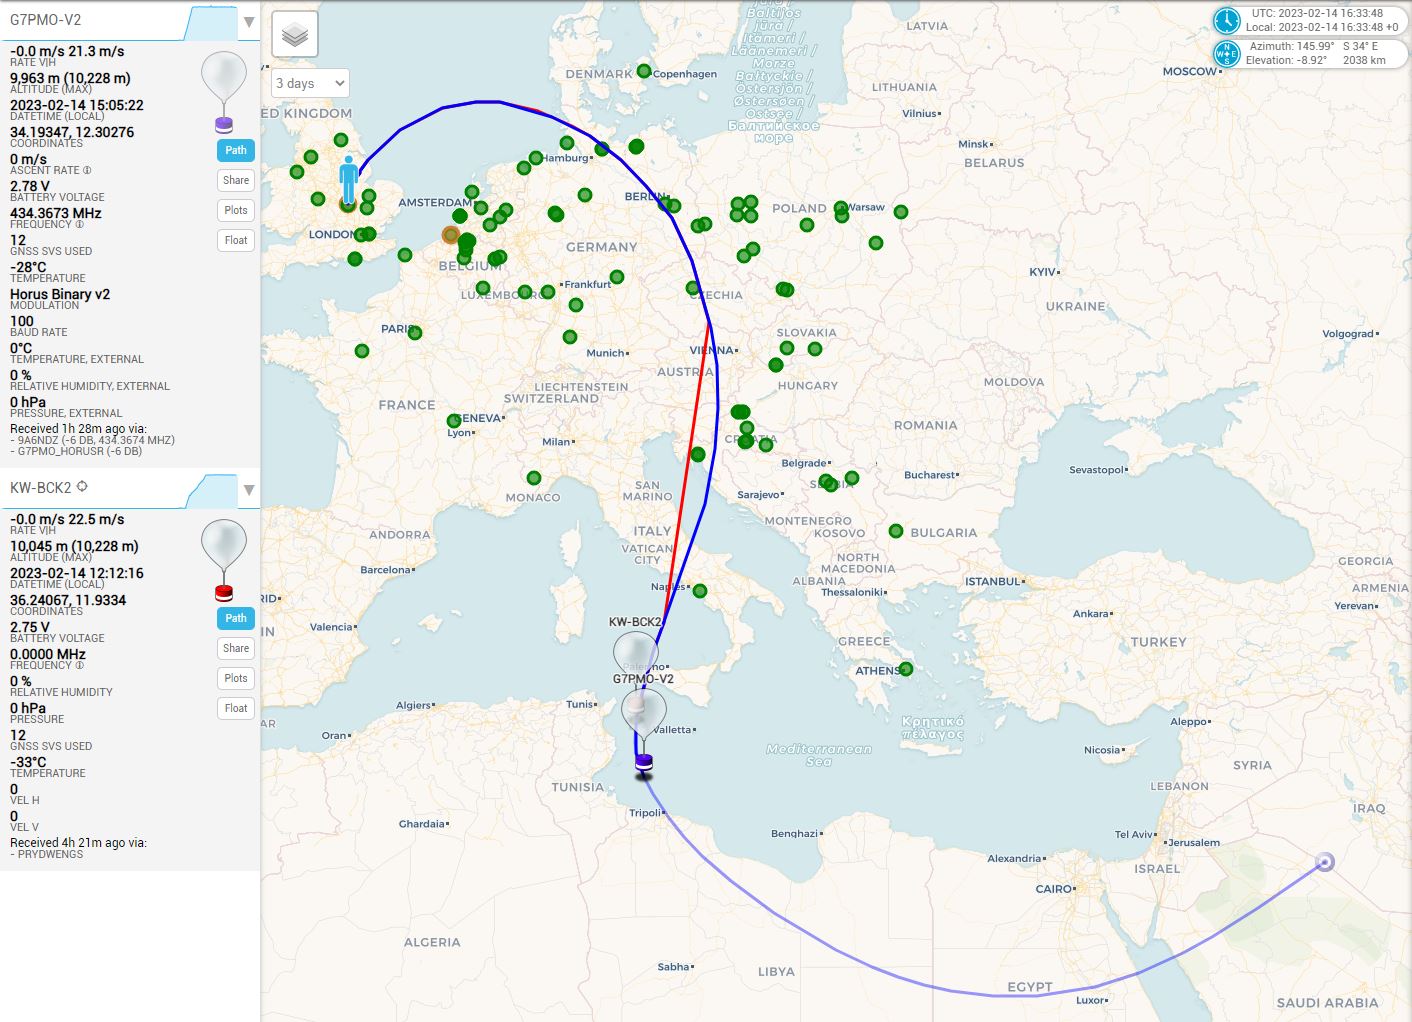 G7PMO-V2
-0.0 m/s 21.3 m/s
RATE V|H
9,963 m (10,228 m)
ALTITUDE (MAX)
2023-02-14 15:05:22
DATETIME (LOCAL)
34.19347, 12.30276
COORDINATES
0 m/s
ASCENT RATE
2.78 V
BATTERY VOLTAGE
434.3673 MHz
FREQUENCY
12
GNSS SVS USED
-28°C
TEMPERATURE
Horus Binary v2
MODULATION
100
BAUD RATE
0°C
TEMPERATURE, EXTERNAL
0 %
RELATIVE HUMIDITY, EXTERNAL
0 hPa
PRESSURE, EXTERNAL
Received 1h 28m ago via:
- 9A6NDZ (-6 DB, 434.3674 MHZ)
- G7PMO_HORUSR (-6 DB)
Path
Share
Plots
Float
KW-BCK2
-0.0 m/s 22.5 m/s
RATE V|H
10,045 m (10,228 m)
ALTITUDE (MAX)
2023-02-14 12:12:16
DATETIME (LOCAL)
36.24067, 11.9334
COORDINATES
2.75 V
BATTERY VOLTAGE
0.0000 MHz
FREQUENCY
0 %
RELATIVE HUMIDITY
0 hPa
PRESSURE
12
GNSS SVS USED
-33°C
TEMPERATURE
0
VEL H
0
VEL V
Received 4h 21m ago via:
- PRYDWENGS
Path
Share
Plots
Float
3 days
UTC: 2023-02-14 16:33:48
Local: 2023-02-14 16:33:48 +0
Azimuth: 145.99° S 34° E
Elevation: -8.92° 2038 km
N
W E
S
Baltijos
jūra /
Itämeri /
Läänemeri /
Morze
Bałtyckie /
Östersjön /
Østersøen /
Ostsee /
Балтийское
море
LATVIA
MOSCOW
DENMARK
Copenhagen
LITHUANIA
ED KINGDOM
Vilnius
Minsk
BELARUS
Hamburg
AMSTERDAM
BERLIN
POLAND
Warsaw
LONDON
GERMANY
BELGIUM
KYIV
LUXEMBOURG
Frankfurt
CZECHIA
UKRAINE
PARIS
SLOVAKIA
Volgograd
Munich
VIENNA
AUSTRIA
LIECHTENSTEIN
SWITZERLAND
HUNGARY
MOLDOVA
FRANCE
GENEVA
Lyon
Milan
CROATIA
ROMANIA
Belgrade
Bucharest
Sevastopol
MONACO
SAN
MARINO
Sarajevo
SERBIA
ITALY
MONTENEGRO
KOSOVO
BULGARIA
ANDORRA
VATICAN
CITY
NORTH
MACEDONIA
GEORGIA
Barcelona
ALBANIA
ISTANBUL
ARMENIA
Naples
Thessaloniki
RID
Yerevan
Valencia
KW-BCK2
Ankara
IN
GREECE
TURKEY
Palermo
ATHENS
G7PMO-V2
Algiers
Tunis
AR
Oran
Valletta
Κρητικό
πέλαγος
Aleppo
Mediterranean
Sea
Nicosia
SYRIA
TUNISIA
LEBANON
Tripoli
IRAQ
Ghardaia
Benghazi
Tel Aviv
Jerusalem
Alexandria
ISRAEL
CAIRO
ALGERIA
Sabha
LIBYA
EGYPT
Luxor
SAUDI ARABIA